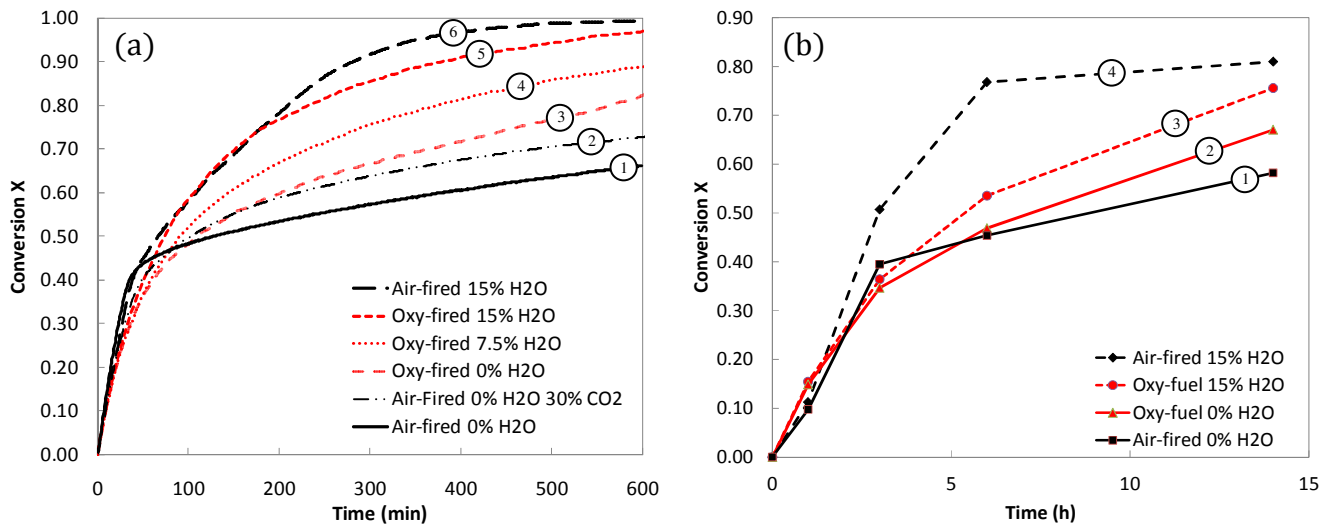 (a)
Conversion X
1.00
0.90
0.80
0.70
0.60
0.50
0.40
0.30
0.20
0.10
0.00
6
5
4
3
2
1
Air-fired 15% H2O
Oxy-fired 15% H2O
Oxy-fired 7.5% H2O
Oxy-fired 0% H2O
Air-Fired 0% H2O 30% CO2
Air-fired 0% H2O
0 100 200 300 400 500 600
Time (min)
(b)
Conversion X
0.90
0.80
0.70
0.60
0.50
0.40
0.30
0.20
0.10
0.00
4
3
2
1
Air-fired 15% H2O
Oxy-fuel 15% H2O
Oxy-fuel 0% H2O
Air-fired 0% H2O
0 5 10 15
Time (h)